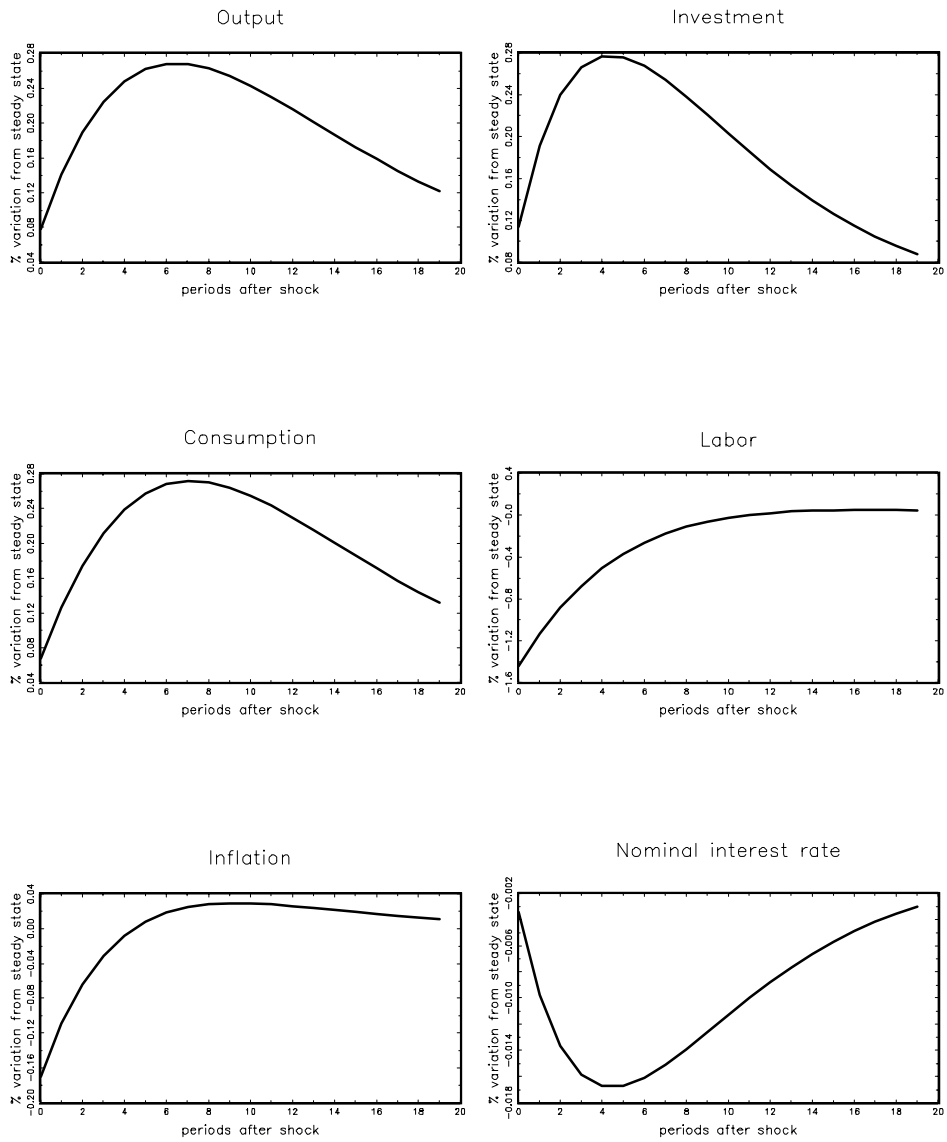 Output
% variation from steady state
0.04 0.08 0.12 0.16 0.20 0.24 0.28
0 2 4 6 8 10 12 14 16 18 20
periods after shock
Investment
% variation from steady state
0.08 0.12 0.16 0.20 0.24 0.28
0 2 4 6 8 10 12 14 16 18 20
periods after shock
Consumption
% variation from steady state
0.04 0.08 0.12 0.16 0.20 0.24 0.28
0 2 4 6 8 10 12 14 16 18 20
periods after shock
Labor
% variation from steady state
-1.6 -1.2 -0.8 -0.4 -0.0 0.4
0 2 4 6 8 10 12 14 16 18 20
periods after shock
Inflation
% variation from steady state
-0.20 -0.16 -0.12 -0.08 -0.04 0.00 0.04
0 2 4 6 8 10 12 14 16 18 20
periods after shock
Nominal interest rate
% variation from steady state
-0.018 -0.014 -0.010 -0.006 -0.002
0 2 4 6 8 10 12 14 16 18 20
periods after shock